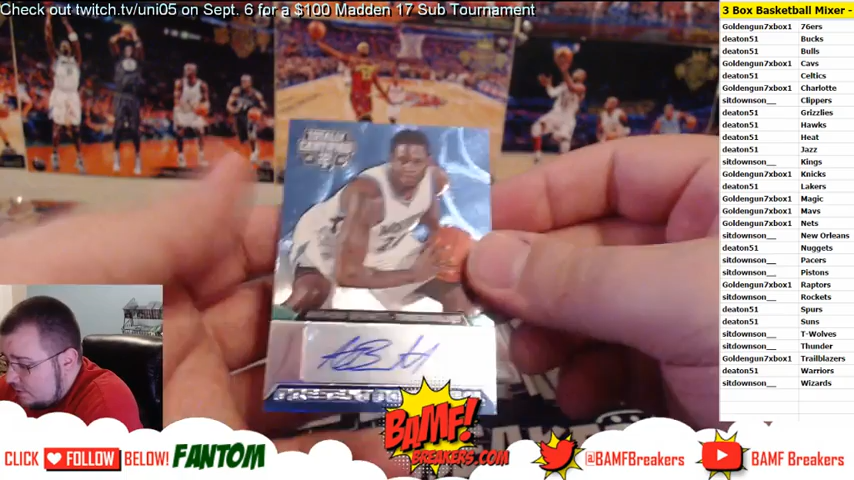 Check out twitch.tv/uni05 on Sept. 6 for a $100 Madden 17 Sub Tournament
3 Box Basketball Mixer -
Goldengun7xbox1 76ers
deaton51 Bucks
deaton51 Bulls
Goldengun7xbox1 Cavs
deaton51 Celtics
Goldengun7xbox1 Charlotte
sitdownson__ Clippers
deaton51 Grizzlies
deaton51 Hawks
deaton51 Heat
deaton51 Jazz
sitdownson__ Kings
Goldengun7xbox1 Knicks
deaton51 Lakers
Goldengun7xbox1 Magic
Goldengun7xbox1 Mavs
Goldengun7xbox1 Nets
sitdownson__ New Orleans
deaton51 Nuggets
sitdownson__ Pacers
sitdownson__ Pistons
Goldengun7xbox1 Raptors
sitdownson__ Rockets
deaton51 Spurs
deaton51 Suns
sitdownson__ T-Wolves
sitdownson__ Thunder
Goldengun7xbox1 Trailblazers
deaton51 Warriors
sitdownson__ Wizards
TOTALLY
CERTIFIED
CLICK FOLLOW BELOW! FANTOM
BAMF!
BREAKERS.COM
@BAMFBreakers
BAMF Breakers